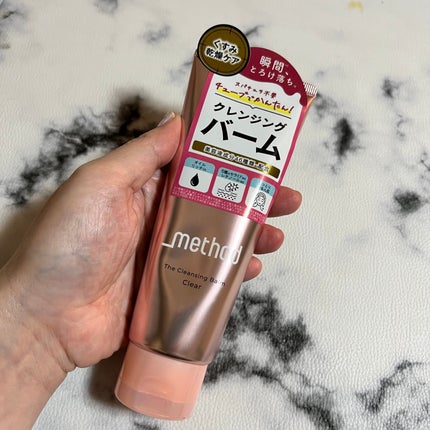 くすみ
乾燥ケア
瞬間、
とろけ落ち。
スパチュラ不要
チューブでかんたん!
クレンジング
バーム
_method
The Cleansing Balm
Clear